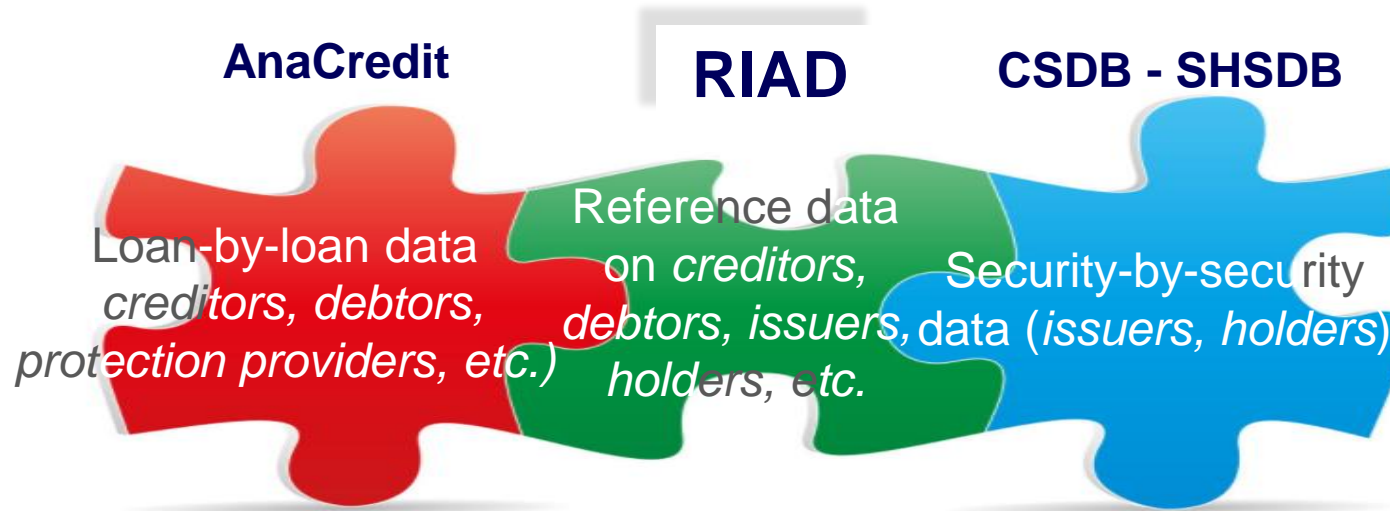 AnaCredit
RIAD
CSDB - SHSDB
Loan-by-loan data
creditors, debtors,
protection providers, etc.)
Reference data
on creditors,
debtors, issuers,
holders, etc.
Security-by-security
data (issuers, holders)